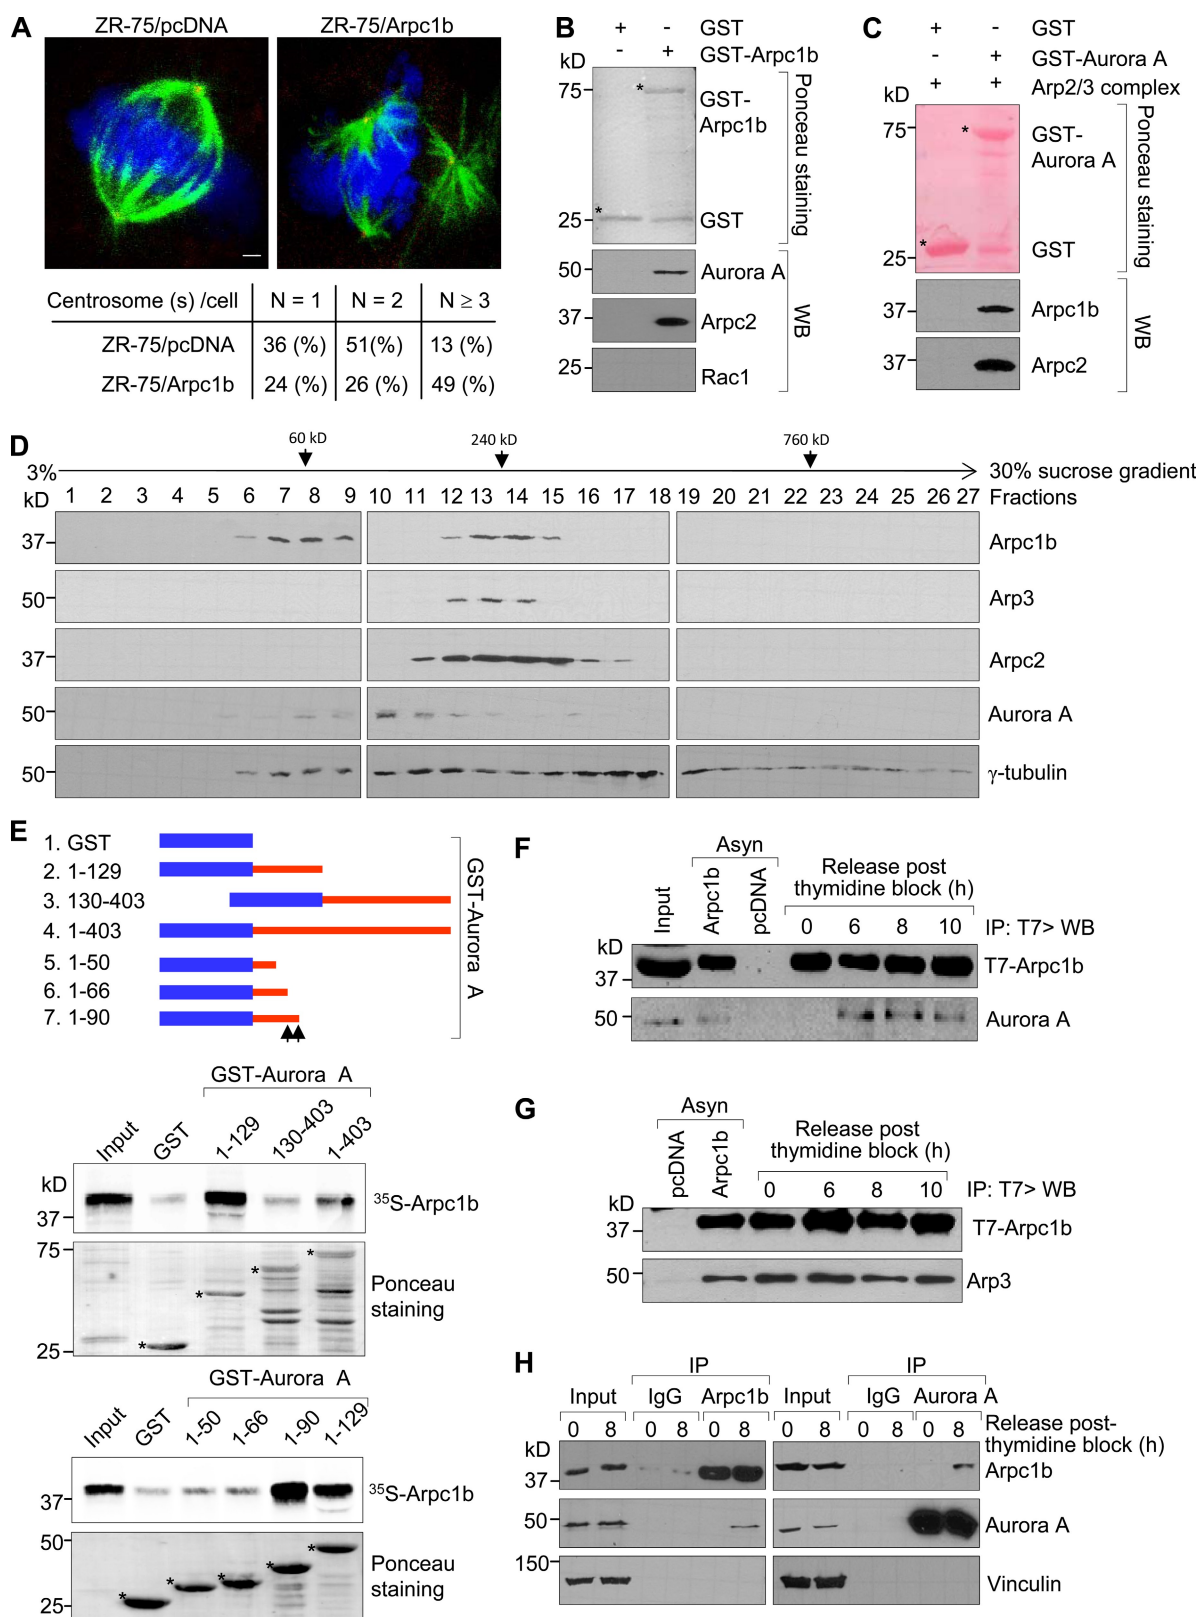 A
ZR-75/pcDNA ZR-75/Arpc1b
Centrosome (s) /cell N = 1 N = 2 N ≥ 3
ZR-75/pcDNA 36 (%) 51(%) 13 (%)
ZR-75/Arpc1b 24 (%) 26 (%) 49 (%)
B
+ - GST
- + GST-Arpc1b
kD
75
*
GST-
Arpc1b
25
*
GST
Ponceau staining
50 Aurora A
37 Arpc2
25 Rac1
WB
C
+ - GST
- + GST-Aurora A
+ + Arp2/3 complex
kD
75
*
GST-
Aurora A
25
*
GST
Ponceau staining
37 Arpc1b
37 Arpc2
WB
D
60 kD 240 kD 760 kD
3% 30% sucrose gradient
kD 1 2 3 4 5 6 7 8 9 10 11 12 13 14 15 16 17 18 19 20 21 22 23 24 25 26 27 Fractions
37 Arpc1b
50 Arp3
37 Arpc2
50 Aurora A
50 γ-tubulin
E
1. GST
2. 1-129
3. 130-403
4. 1-403
5. 1-50
6. 1-66
7. 1-90
GST-Aurora A
GST-Aurora A
Input GST 1-129 130-403 1-403
kD
37
35S-Arpc1b
75
* * * *
25
Ponceau
staining
GST-Aurora A
Input GST 1-50 1-66 1-90 1-129
37
35S-Arpc1b
50
* * * * *
25
Ponceau
staining
F
Asyn
Release post
thymidine block (h)
Input Arpc1b pcDNA 0 6 8 10 IP: T7> WB
kD
37 T7-Arpc1b
50 Aurora A
G
Asyn
Release post
thymidine block (h)
pcDNA Arpc1b 0 6 8 10 IP: T7> WB
kD
37 T7-Arpc1b
50 Arp3
H
IP IP
Input IgG Arpc1b Input IgG Aurora A
0 8 0 8 0 8 0 8 0 8 0 8 Release post-
thymidine block (h)
kD
37 Arpc1b
50 Aurora A
150 Vinculin